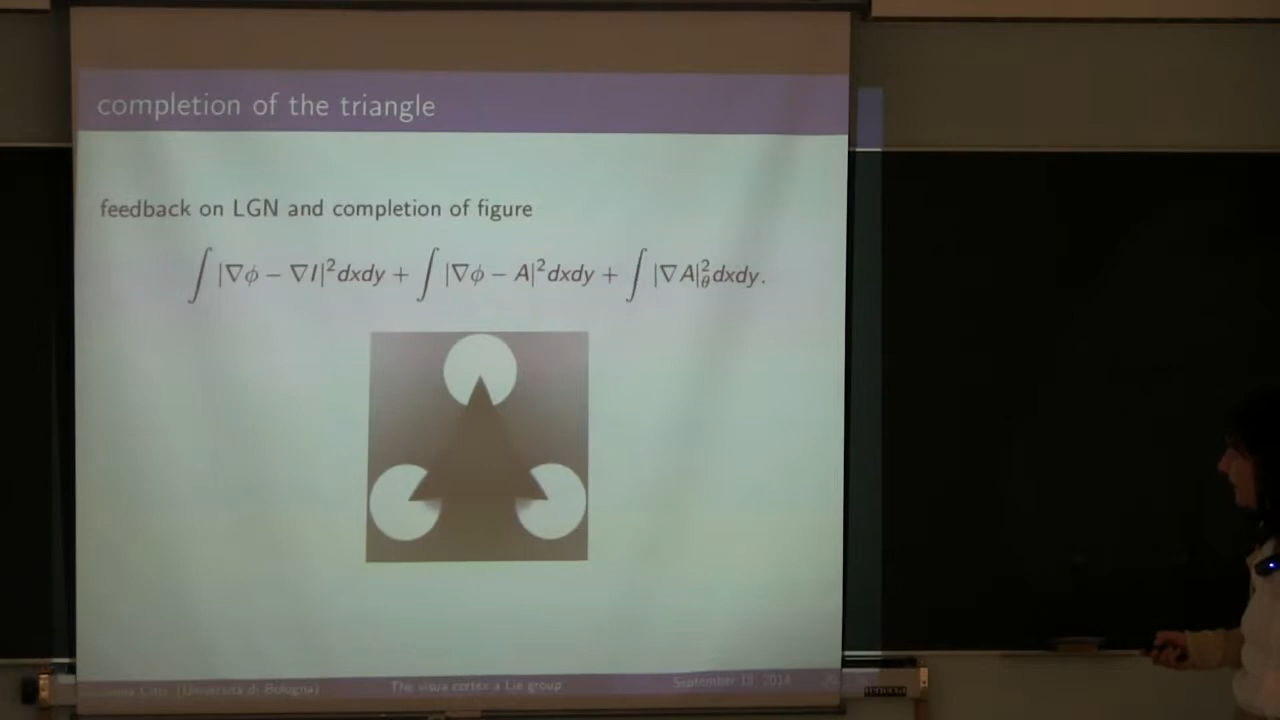 completion of the triangle
feedback on LGN and completion of figure
∫ |∇ϕ − ∇I|²dxdy + ∫ |∇ϕ − A|²dxdy + ∫ |∇A|²_θ dxdy.
Citti (Università di Bologna)
The visual cortex a Lie group
September 18, 2014